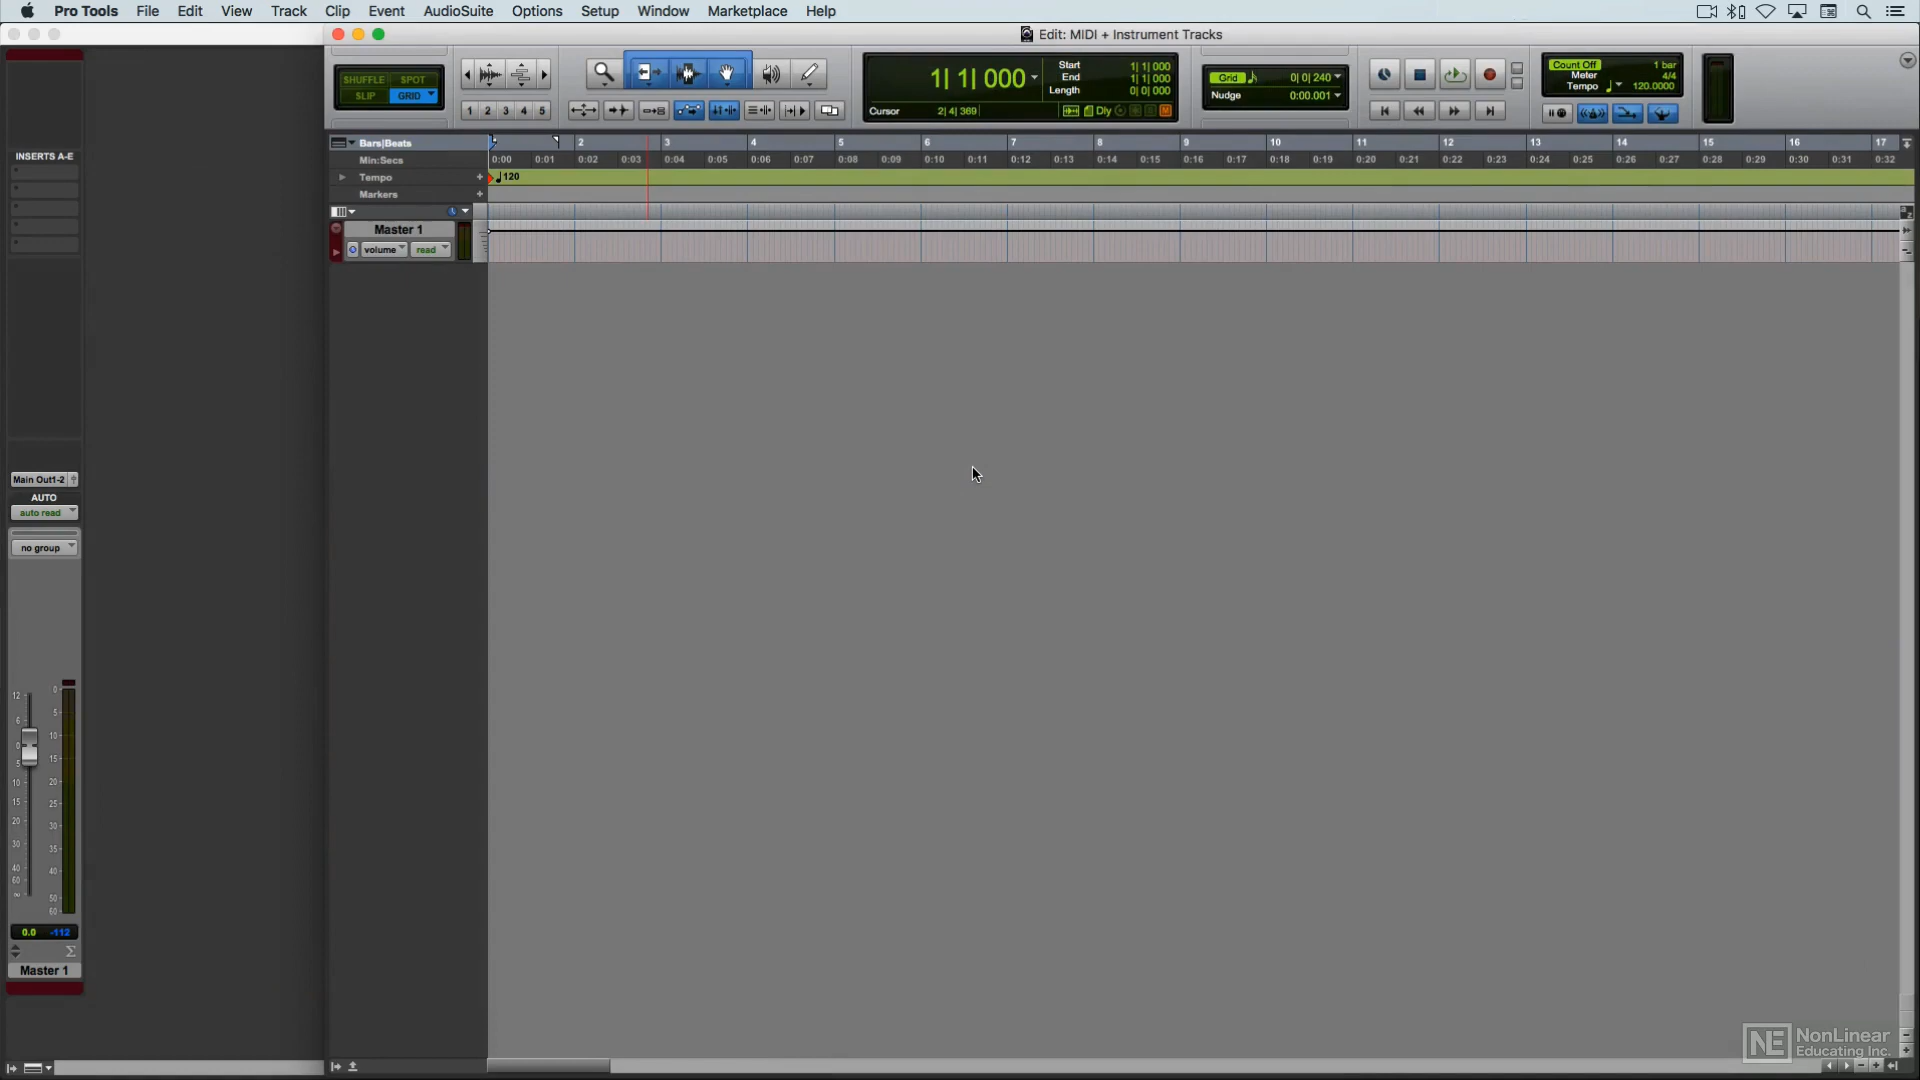 Pro Tools File Edit View Track Clip Event AudioSuite Options Setup Window Marketplace Help
Edit: MIDI + Instrument Tracks
SHUFFLE SPOT
SLIP GRID
1 2 3 4 5
1| 1| 000
Start 1| 1| 000
End 1| 1| 000
Length 0| 0| 000
Cursor 2| 4| 369
Dly
Grid 0| 0| 240
Nudge 0:00.001
Count Off 1 bar
Meter 4/4
Tempo 120.0000
Bars|Beats 2 3 4 5 6 7 8 9 10 11 12 13 14 15 16 17
Min:Secs 0:00 0:01 0:02 0:03 0:04 0:05 0:06 0:07 0:08 0:09 0:10 0:11 0:12 0:13 0:14 0:15 0:16 0:17 0:18 0:19 0:20 0:21 0:22 0:23 0:24 0:25 0:26 0:27 0:28 0:29 0:30 0:31 0:32
Tempo 120
Markers
Master 1
volume read
INSERTS A-E
Main Out1-2
AUTO
auto read
no group
12 0
6 5
0 10
5 15
10 20
15 25
20 30
30 35
40 40
60 50
∞ 60
0.0 -112
Σ
Master 1
NE NonLinear
Educating Inc.